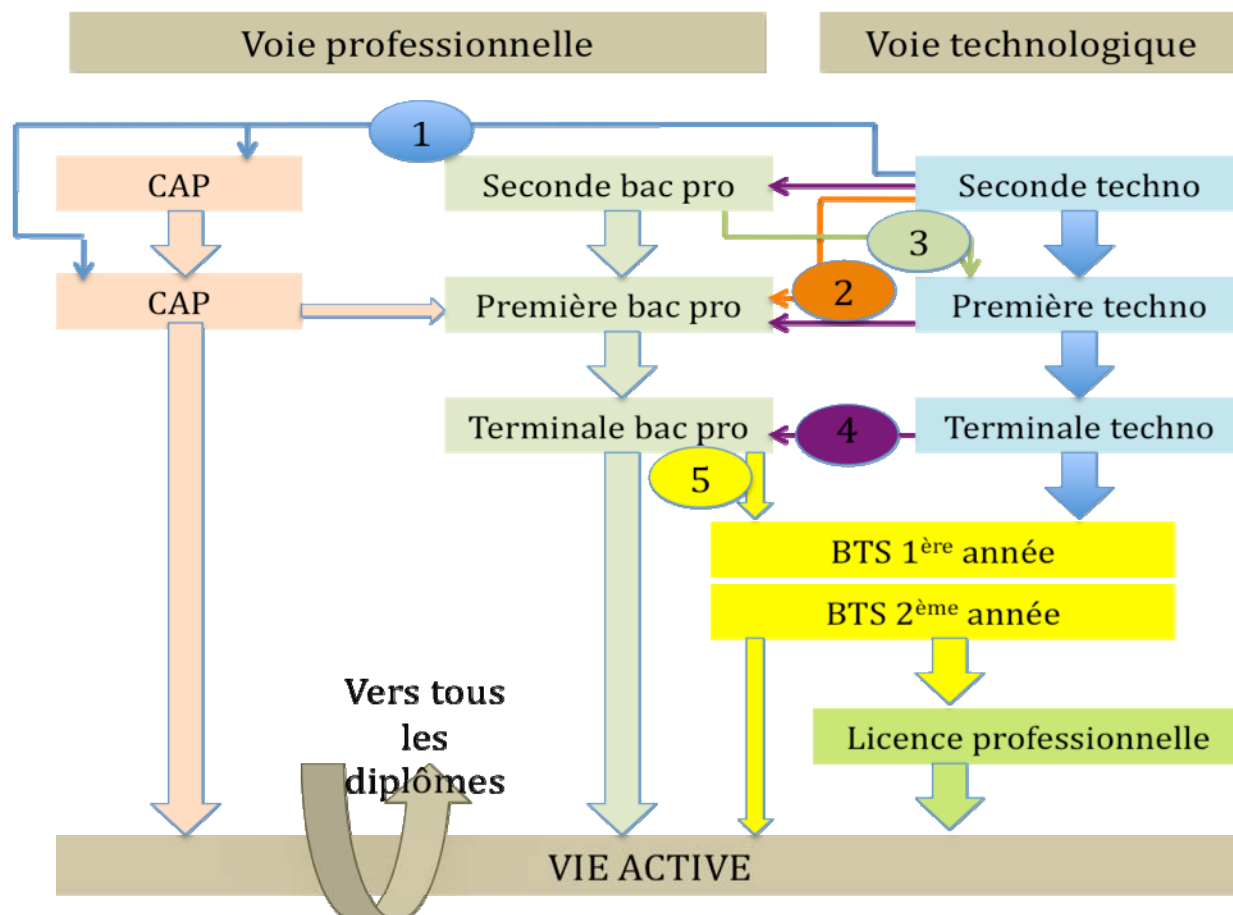 Voie professionnelle
Voie technologique
1
CAP
Seconde bac pro
Seconde techno
3
2
CAP
Première bac pro
Première techno
Terminale bac pro
4
Terminale techno
5
BTS 1ère année
BTS 2ème année
Vers tous
les
diplômes
Licence professionnelle
VIE ACTIVE